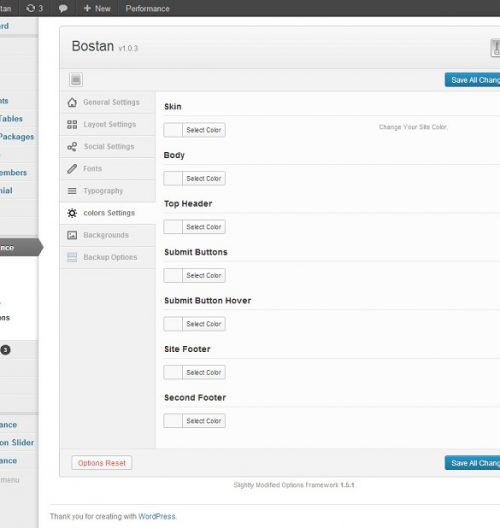 stan 3 + New Performance
rd
nts
Tables
Packages
embers
nial
nce
ons
3
ance
on Slider
ance
menu
Bostan v1.0.3
Save All Chang
General Settings
Layout Settings
Social Settings
Fonts
Typography
colors Settings
Backgrounds
Backup Options
Skin
Select Color
Change Your Site Color.
Body
Select Color
Top Header
Select Color
Submit Buttons
Select Color
Submit Button Hover
Select Color
Site Footer
Select Color
Second Footer
Select Color
Options Reset
Save All Chang
Slightly Modified Options Framework 1.5.1
Thank you for creating with WordPress.